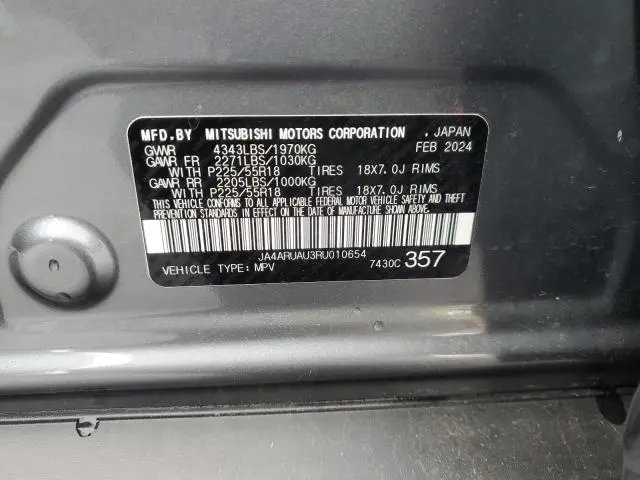 MFD.BY MITSUBISHI MOTORS CORPORATION . JAPAN
GVWR 4343LBS/1970KG FEB 2024
GAWR FR 2271LBS/1030KG
WITH P225/55R18 TIRES 18X7.0J RIMS
GAWR RR 2205LBS/1000KG
WITH P225/55R18 TIRES 18X7.0J RIMS
THIS VEHICLE CONFORMS TO ALL APPLICABLE FEDERAL MOTOR VEHICLE SAFETY AND THEFT
PREVENTION STANDARDS IN EFFECT ON THE DATE OF MANUFACTURE SHOWN ABOVE.
JA4ARUAU3RU010654
VEHICLE TYPE: MPV 7430C 357